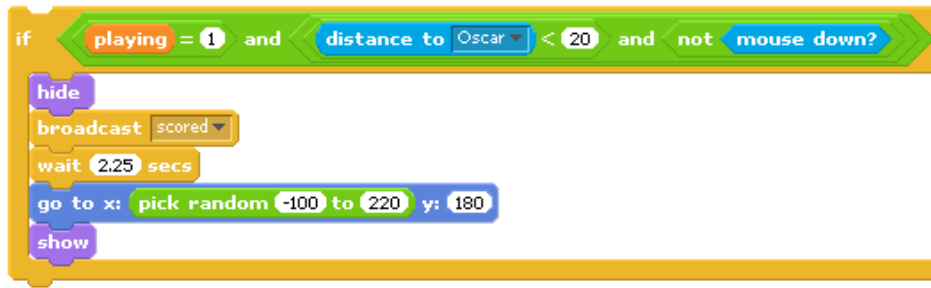 if playing = 1 and distance to Oscar < 20 and not mouse down?
hide
broadcast scored
wait 2.25 secs
go to x: pick random -100 to 220 y: 180
show